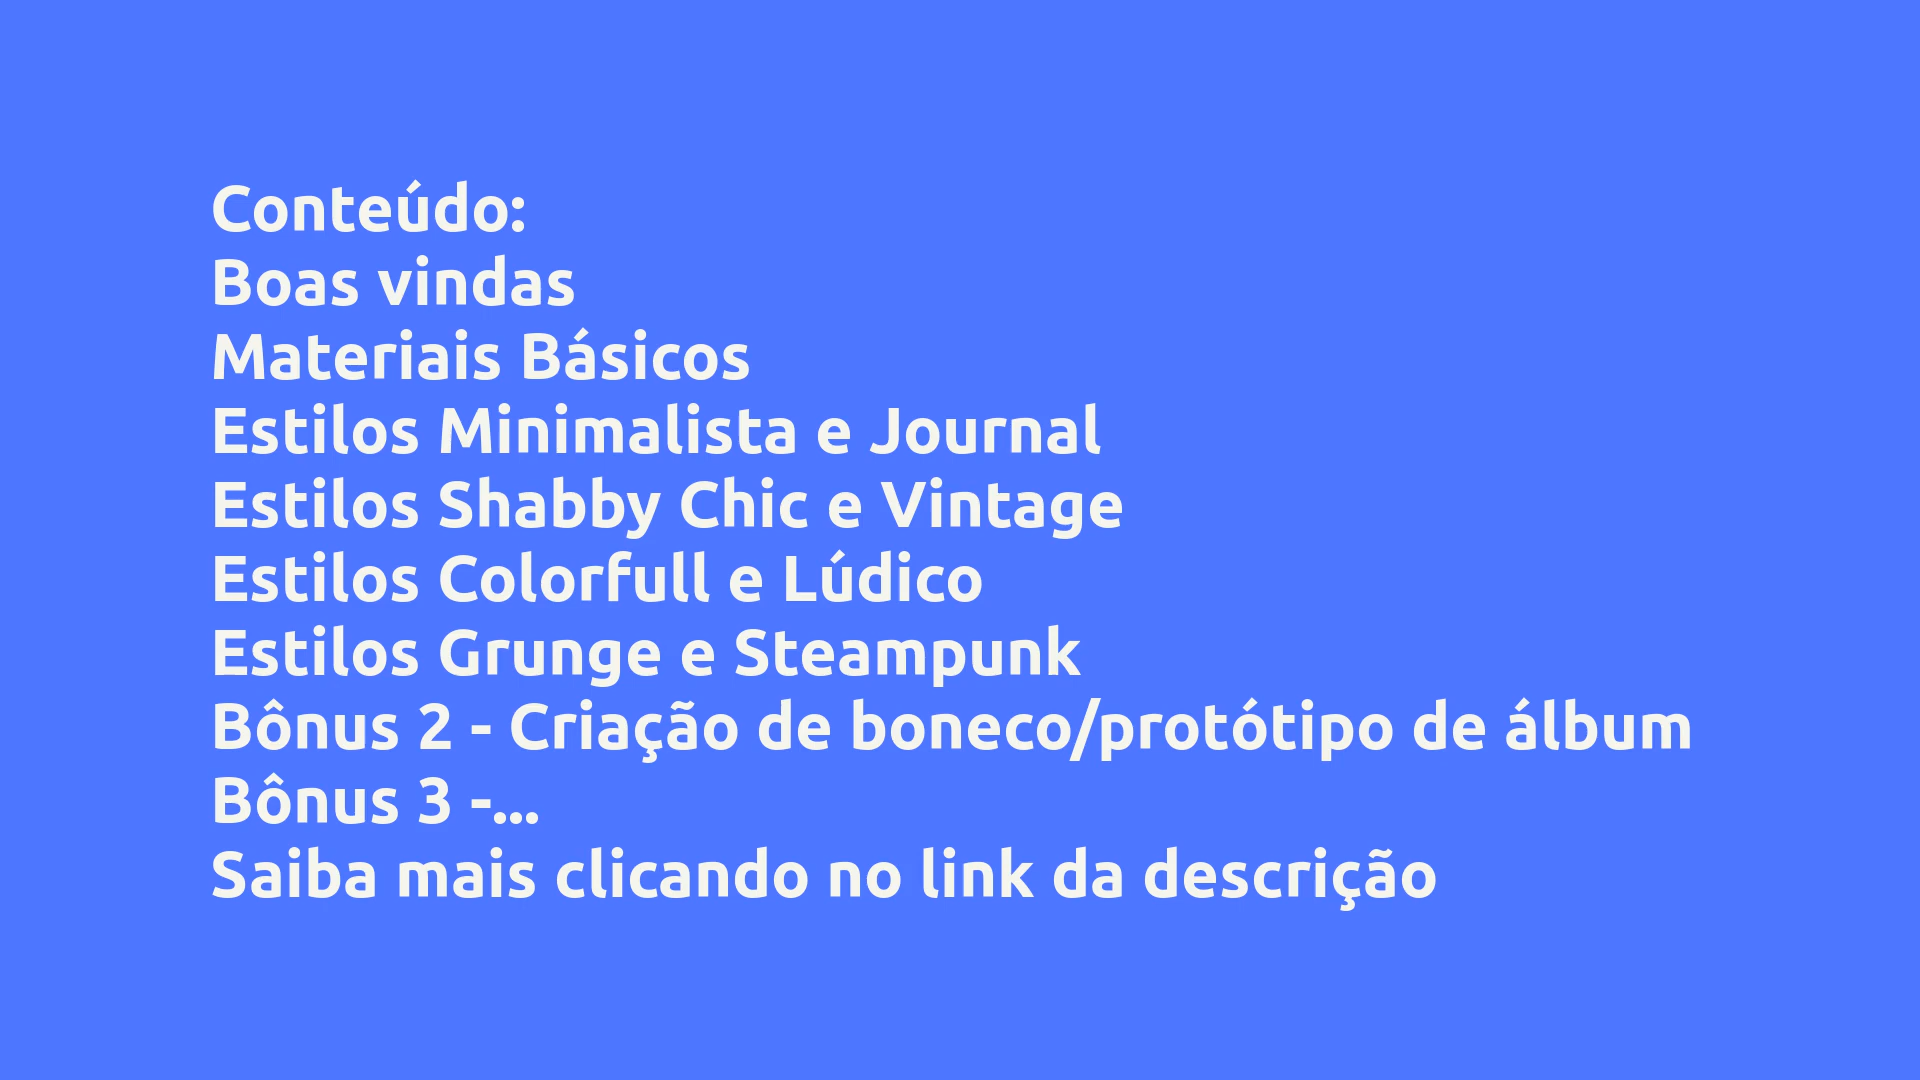 Conteúdo:
Boas vindas
Materiais Básicos
Estilos Minimalista e Journal
Estilos Shabby Chic e Vintage
Estilos Colorfull e Lúdico
Estilos Grunge e Steampunk
Bônus 2 - Criação de boneco/protótipo de álbum
Bônus 3 -...
Saiba mais clicando no link da descrição